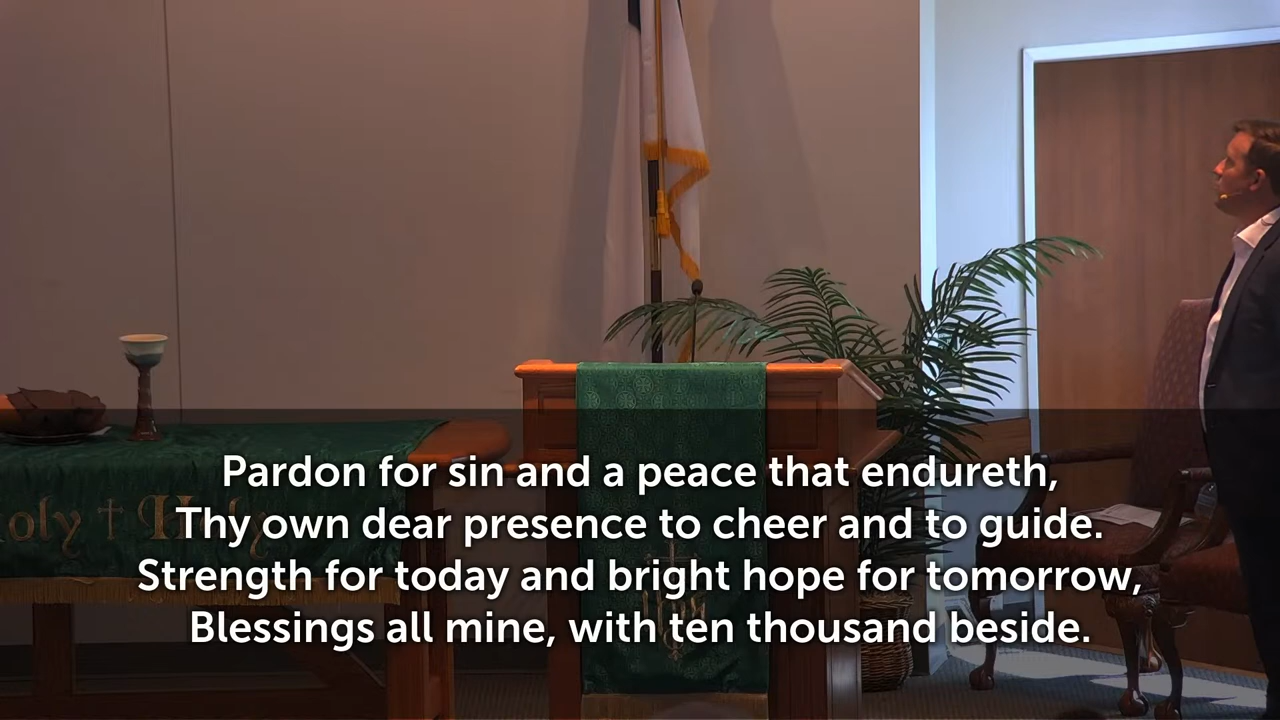 Pardon for sin and a peace that endureth,
Thy own dear presence to cheer and to guide.
Strength for today and bright hope for tomorrow,
Blessings all mine, with ten thousand beside.